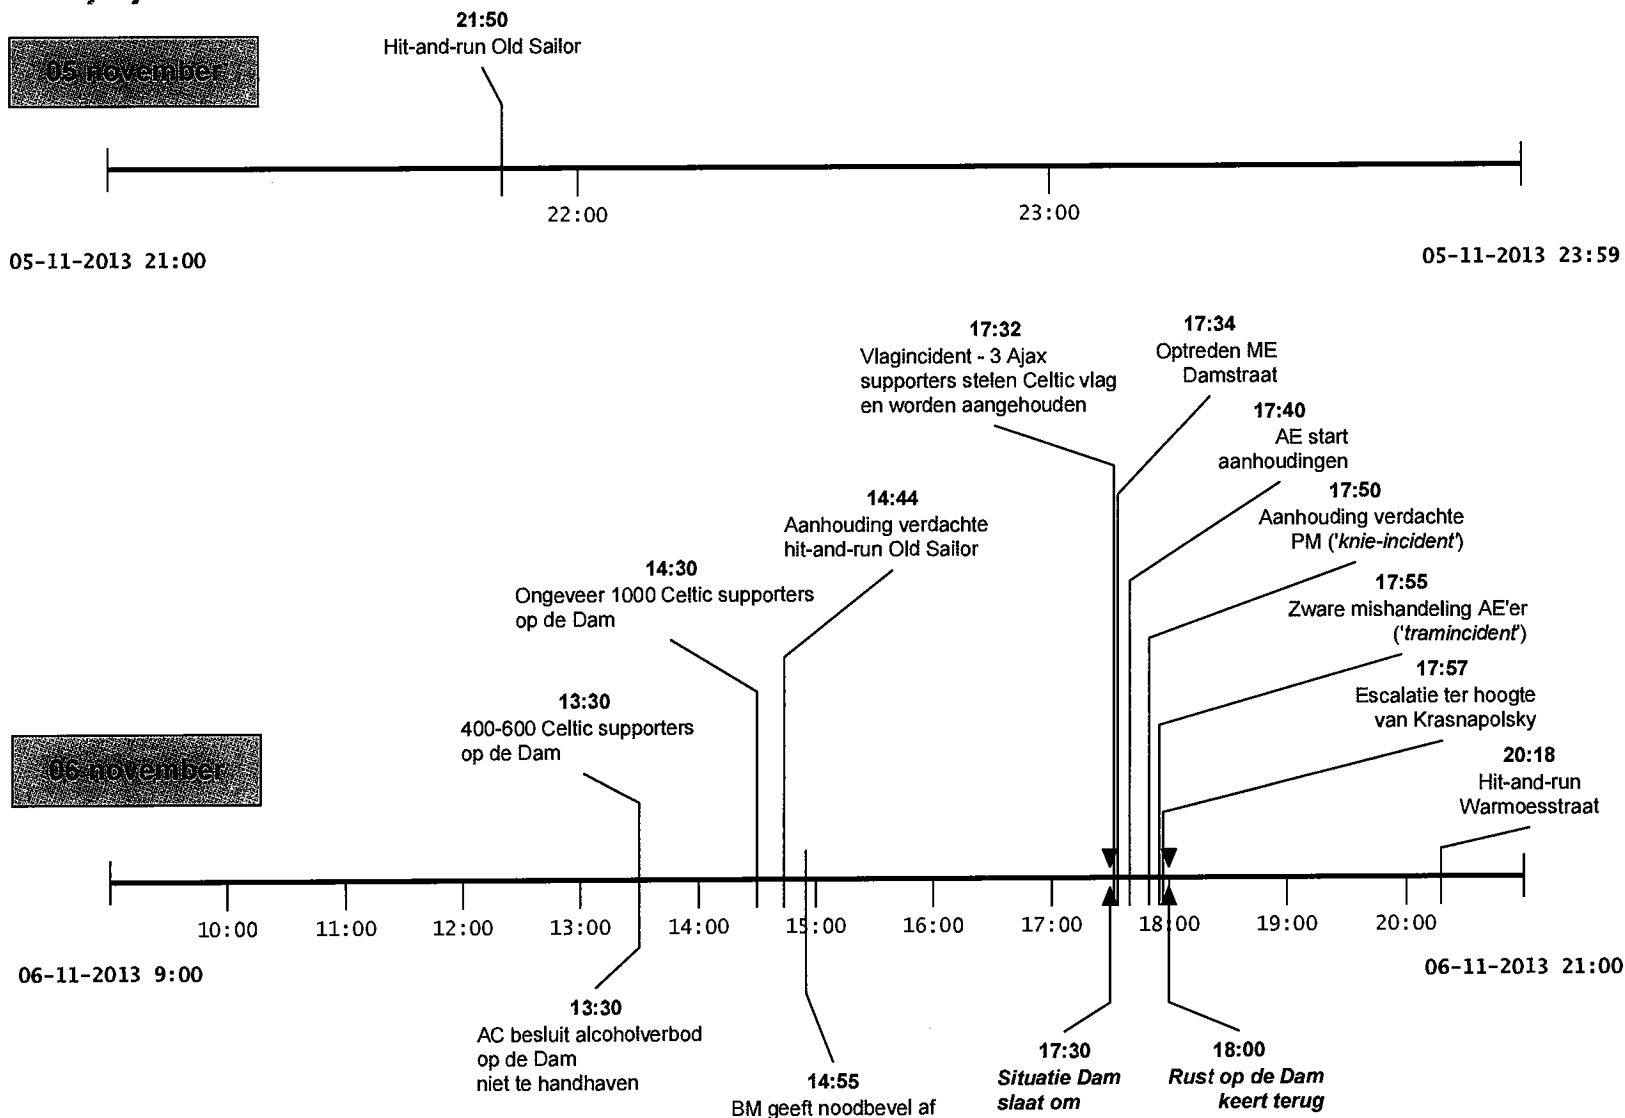 21:50
Hit-and-run Old Sailor
05 november
22:00
23:00
05-11-2013 21:00
05-11-2013 23:59
17:32
Vlagincident - 3 Ajax
supporters stelen Celtic vlag
en worden aangehouden
17:34
Optreden ME
Damstraat
17:40
AE start
aanhoudingen
14:44
Aanhouding verdachte
hit-and-run Old Sailor
17:50
Aanhouding verdachte
PM ('knie-incident')
14:30
Ongeveer 1000 Celtic supporters
op de Dam
17:55
Zware mishandeling AE'er
('tramincident')
17:57
Escalatie ter hoogte
van Krasnapolsky
13:30
400-600 Celtic supporters
op de Dam
06 november
20:18
Hit-and-run
Warmoesstraat
10:00
11:00
12:00
13:00
14:00
15:00
16:00
17:00
18:00
19:00
20:00
06-11-2013 9:00
06-11-2013 21:00
13:30
AC besluit alcoholverbod
op de Dam
niet te handhaven
14:55
BM geeft noodbevel af
17:30
Situatie Dam
slaat om
18:00
Rust op de Dam
keert terug